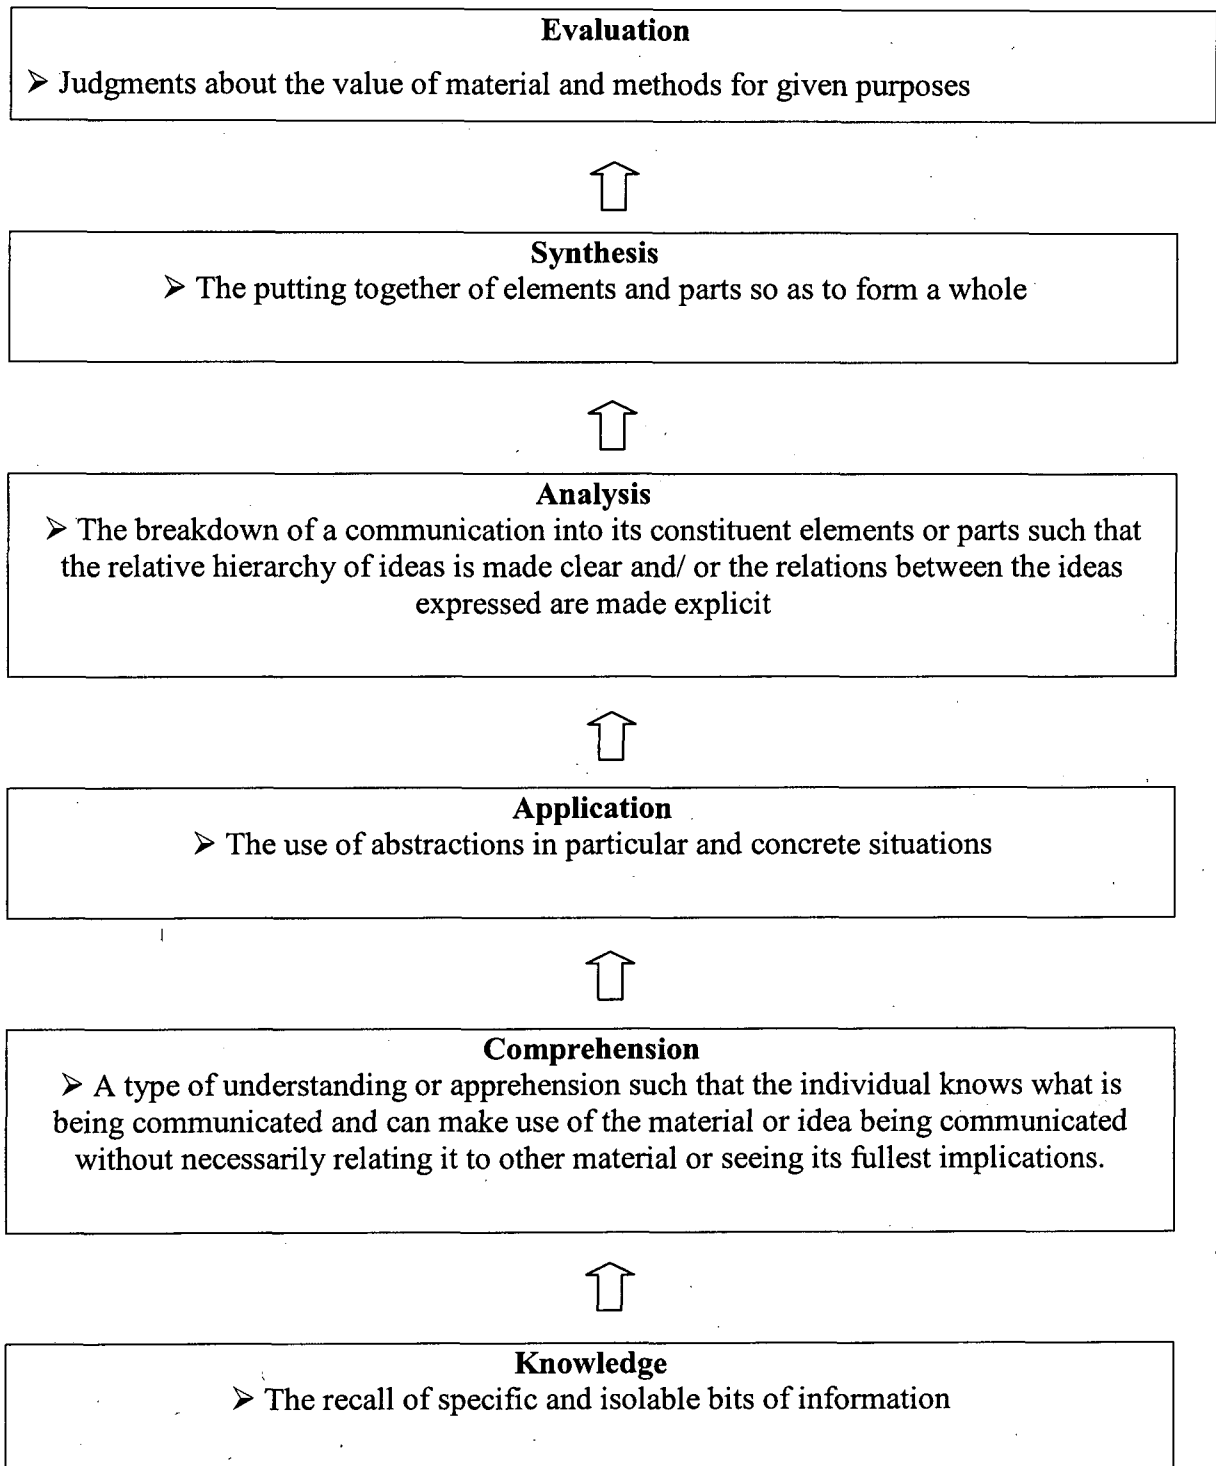 Evaluation
➢ Judgments about the value of material and methods for given purposes
Synthesis
➢ The putting together of elements and parts so as to form a whole
Analysis
➢ The breakdown of a communication into its constituent elements or parts such that
the relative hierarchy of ideas is made clear and/ or the relations between the ideas
expressed are made explicit
Application
➢ The use of abstractions in particular and concrete situations
Comprehension
➢ A type of understanding or apprehension such that the individual knows what is
being communicated and can make use of the material or idea being communicated
without necessarily relating it to other material or seeing its fullest implications.
Knowledge
➢ The recall of specific and isolable bits of information